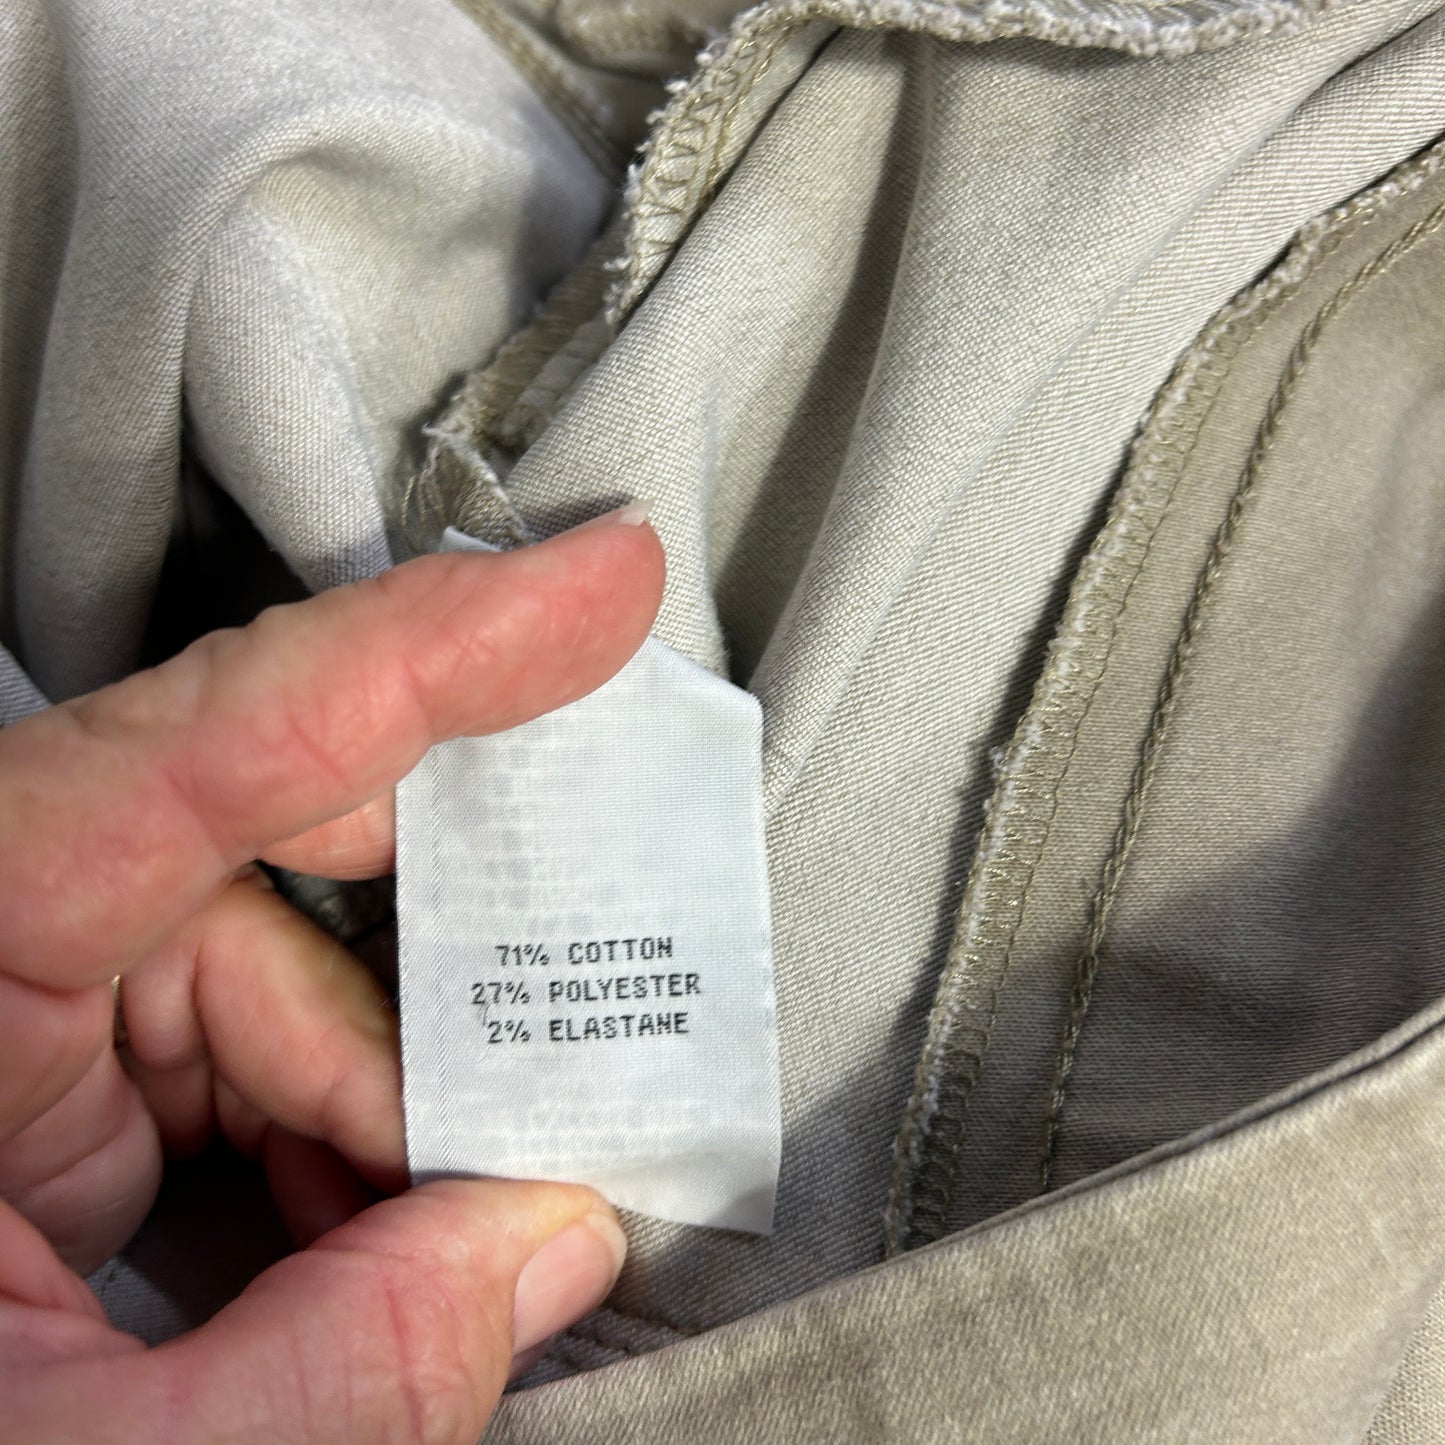 71% COTTON
27% POLYESTER
2% ELASTANE